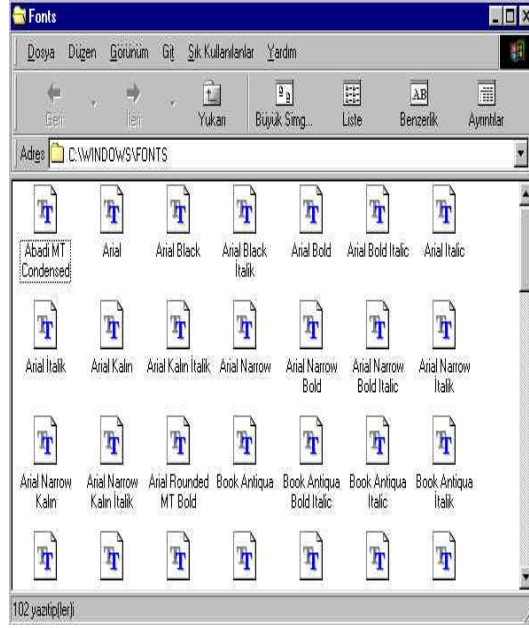 Fonts
Dosya Düzen Görünüm Git Sık Kullanılanlar Yardım
Geri İleri Yukarı Büyük Simg... Liste Benzerlik Ayrıntılar
Adres C:\WINDOWS\FONTS
Abadi MT Condensed
Arial
Arial Black
Arial Black İtalik
Arial Bold
Arial Bold Italic
Arial Italic
Arial İtalik
Arial Kalın
Arial Kalın İtalik
Arial Narrow
Arial Narrow Bold
Arial Narrow Bold Italic
Arial Narrow İtalik
Arial Narrow Kalın
Arial Narrow Kalın İtalik
Arial Rounded MT Bold
Book Antiqua
Book Antiqua Bold Italic
Book Antiqua Italic
Book Antiqua İtalik
102 yazıtip(ler)i